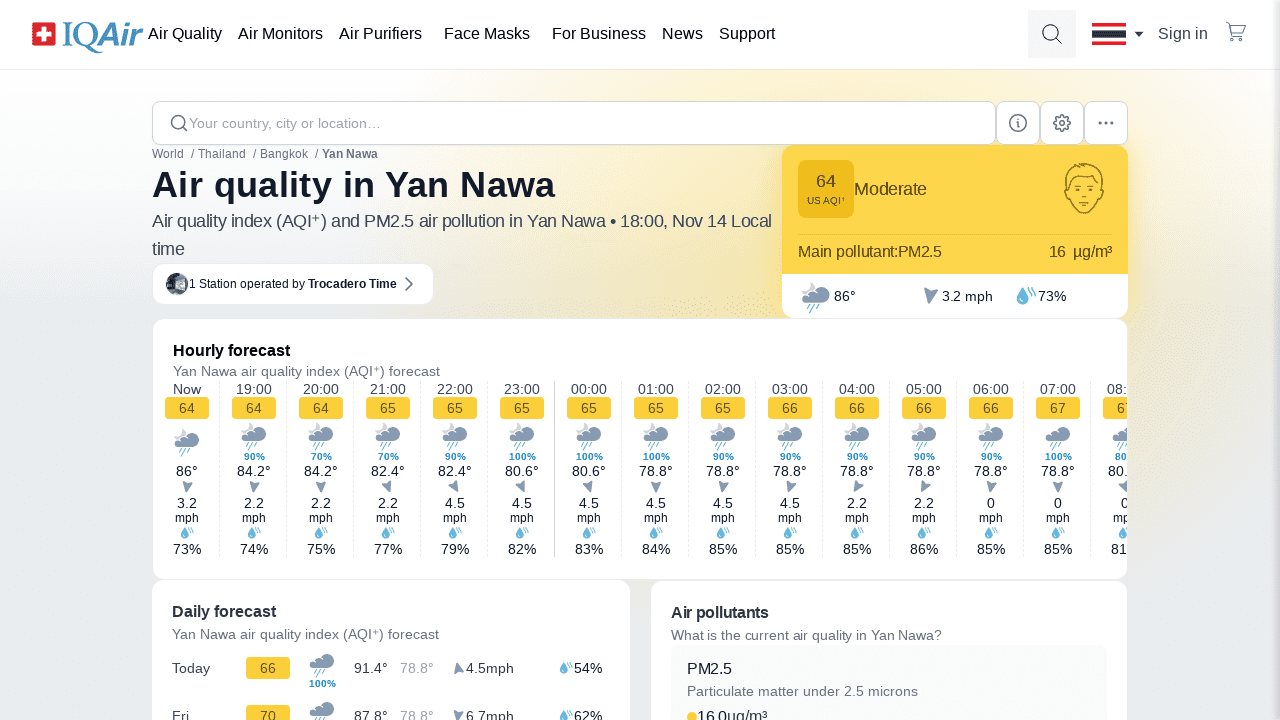 IQAir
Air Quality Air Monitors Air Purifiers Face Masks For Business News Support
Sign in
Your country, city or location…
World / Thailand / Bangkok / Yan Nawa
Air quality in Yan Nawa
Air quality index (AQI⁺) and PM2.5 air pollution in Yan Nawa • 18:00, Nov 14 Local
time
1 Station operated by Trocadero Time
64
US AQI⁺
Moderate
Main pollutant:PM2.5 16 µg/m³
86° 3.2 mph 73%
Hourly forecast
Yan Nawa air quality index (AQI⁺) forecast
Now 19:00 20:00 21:00 22:00 23:00 00:00 01:00 02:00 03:00 04:00 05:00 06:00 07:00
64 64 64 65 65 65 65 65 65 66 66 66 66 67
90% 70% 70% 90% 100% 100% 100% 90% 90% 90% 90% 90% 100%
86° 84.2° 84.2° 82.4° 82.4° 80.6° 80.6° 78.8° 78.8° 78.8° 78.8° 78.8° 78.8° 78.8°
3.2 2.2 2.2 2.2 4.5 4.5 4.5 4.5 4.5 4.5 2.2 2.2 0 0
mph mph mph mph mph mph mph mph mph mph mph mph mph mph
73% 74% 75% 77% 79% 82% 83% 84% 85% 85% 85% 86% 85% 85%
Daily forecast
Yan Nawa air quality index (AQI⁺) forecast
Today 66 91.4° 78.8° 4.5mph 54%
100%
Fri 70 87.8° 78.8° 6.7mph 62%
Air pollutants
What is the current air quality in Yan Nawa?
PM2.5
Particulate matter under 2.5 microns
16.0µg/m³